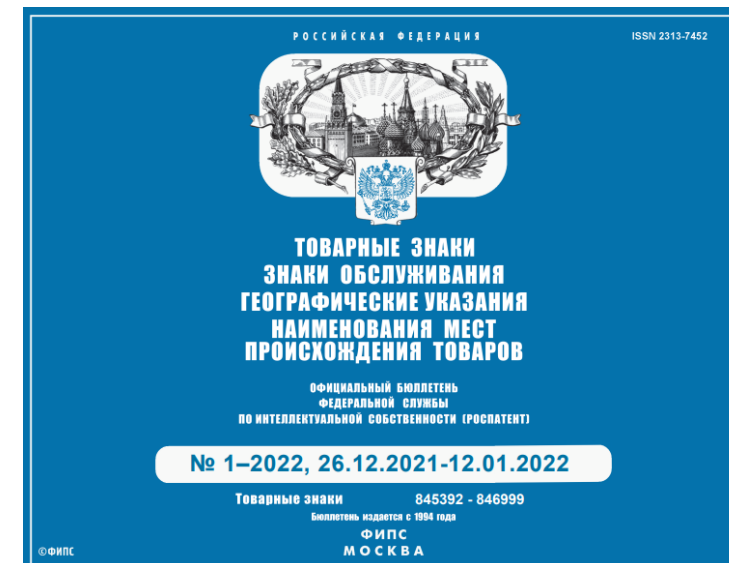 РОССИЙСКАЯ ФЕДЕРАЦИЯ
ISSN 2313-7452
ТОВАРНЫЕ ЗНАКИ
ЗНАКИ ОБСЛУЖИВАНИЯ
ГЕОГРАФИЧЕСКИЕ УКАЗАНИЯ
НАИМЕНОВАНИЯ МЕСТ
ПРОИСХОЖДЕНИЯ ТОВАРОВ
ОФИЦИАЛЬНЫЙ БЮЛЛЕТЕНЬ
ФЕДЕРАЛЬНОЙ СЛУЖБЫ
ПО ИНТЕЛЛЕКТУАЛЬНОЙ СОБСТВЕННОСТИ (РОСПАТЕНТ)
№ 1–2022, 26.12.2021-12.01.2022
Товарные знаки 845392 - 846999
Бюллетень издается с 1994 года
ФИПС
МОСКВА
©ФИПС